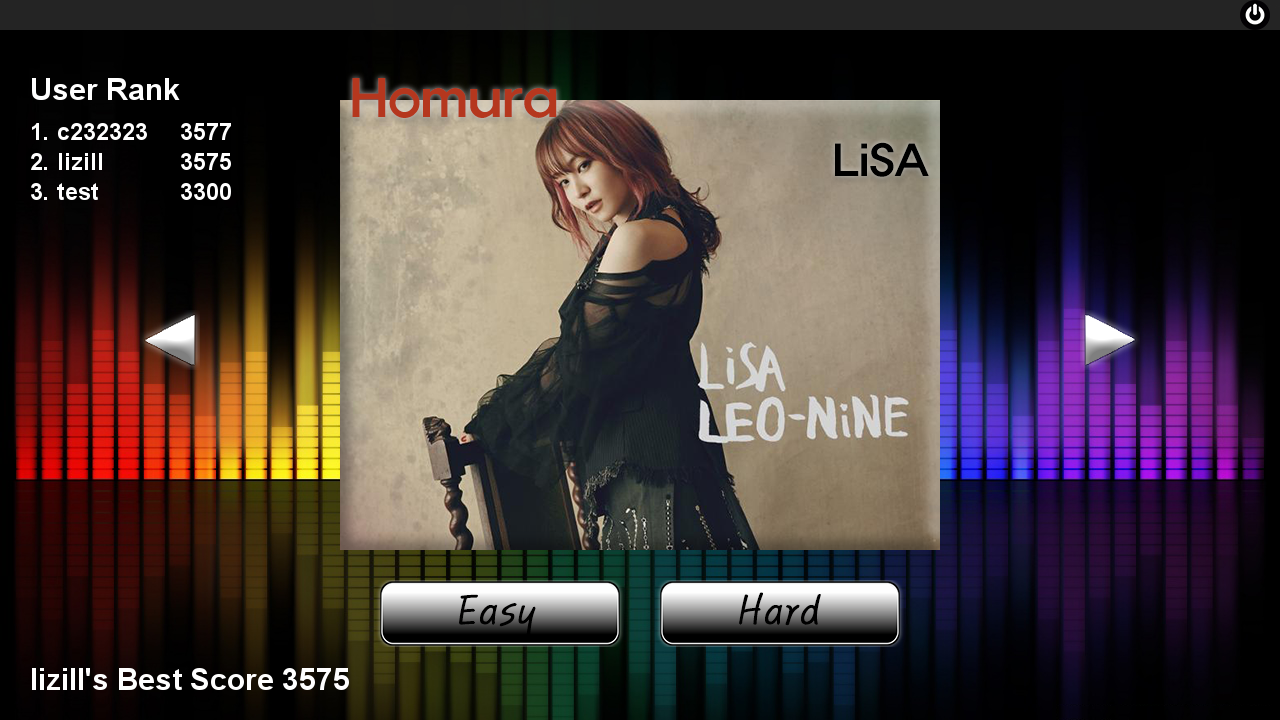 User Rank
1. c232323 3577
2. lizill 3575
3. test 3300
Homura
LiSA
LiSA
LEO-NiNE
Easy
Hard
lizill's Best Score 3575